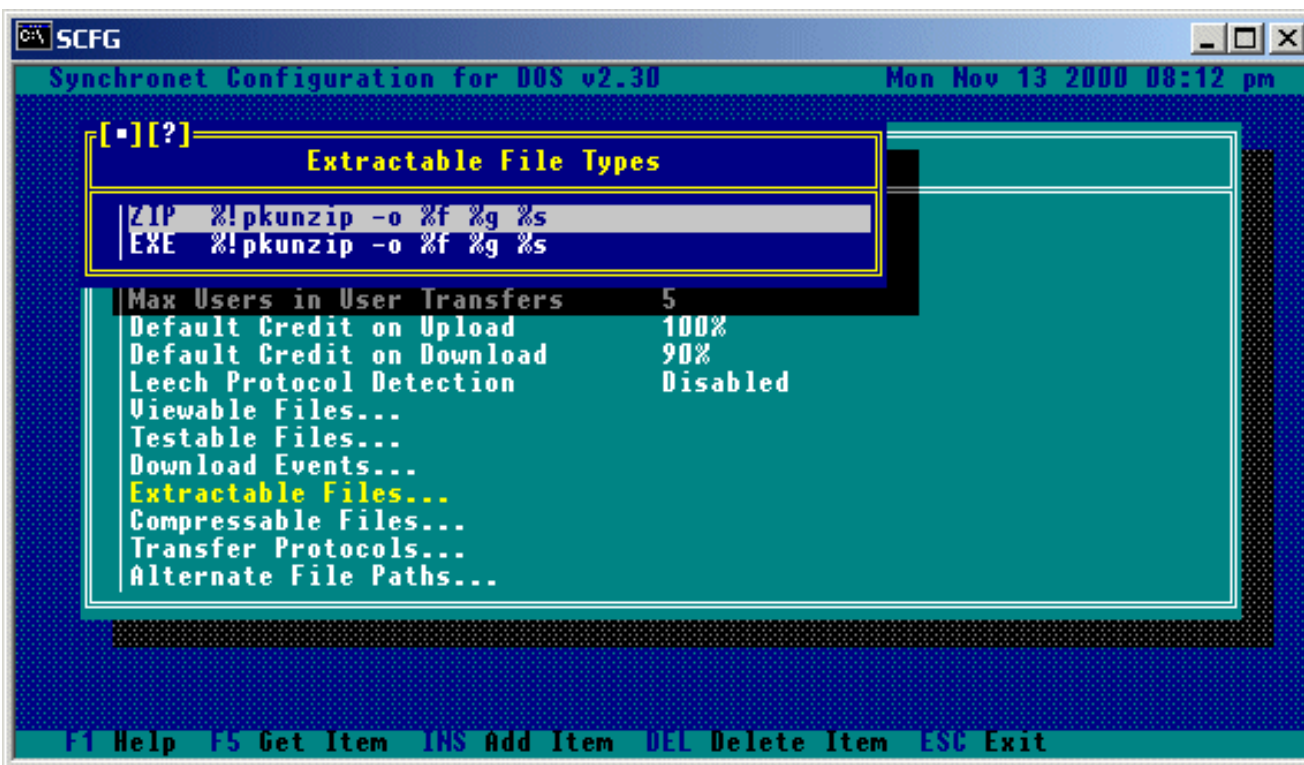 SCFG
Synchronet Configuration for DOS v2.30 Mon Nov 13 2000 08:12 pm
[▪][?]
Extractable File Types
ZIP %!pkunzip -o %f %g %s
EXE %!pkunzip -o %f %g %s
Max Users in User Transfers 5
Default Credit on Upload 100%
Default Credit on Download 90%
Leech Protocol Detection Disabled
Viewable Files...
Testable Files...
Download Events...
Extractable Files...
Compressable Files...
Transfer Protocols...
Alternate File Paths...
F1 Help F5 Get Item INS Add Item DEL Delete Item ESC Exit